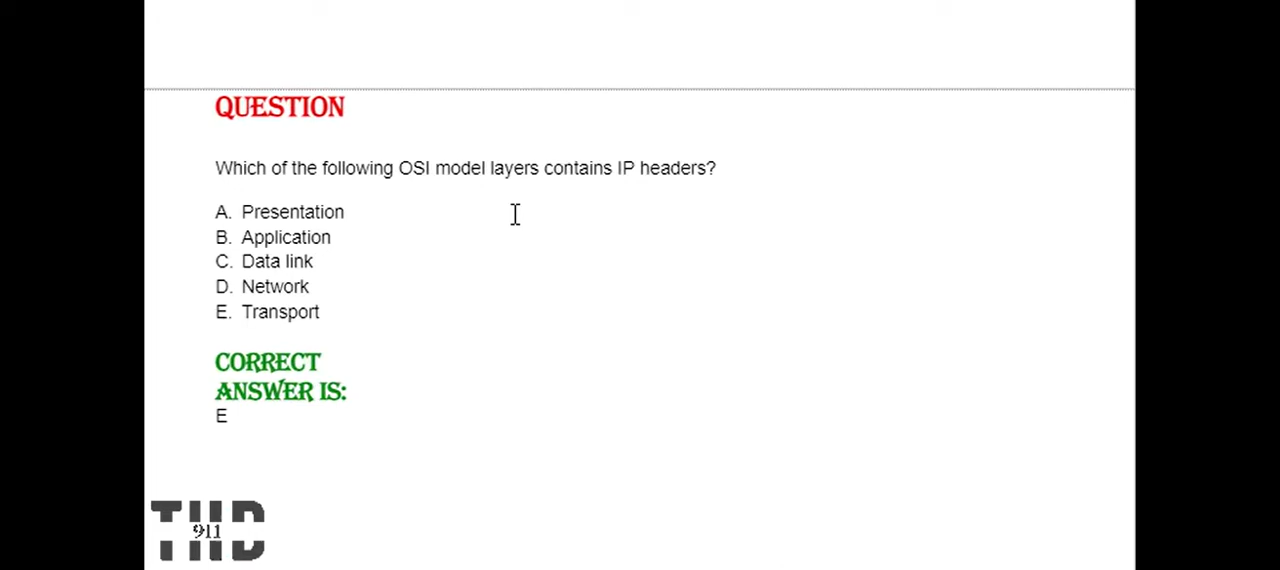 QUESTION
Which of the following OSI model layers contains IP headers?
A. Presentation
B. Application
C. Data link
D. Network
E. Transport
CORRECT
ANSWER IS:
E
THD
911